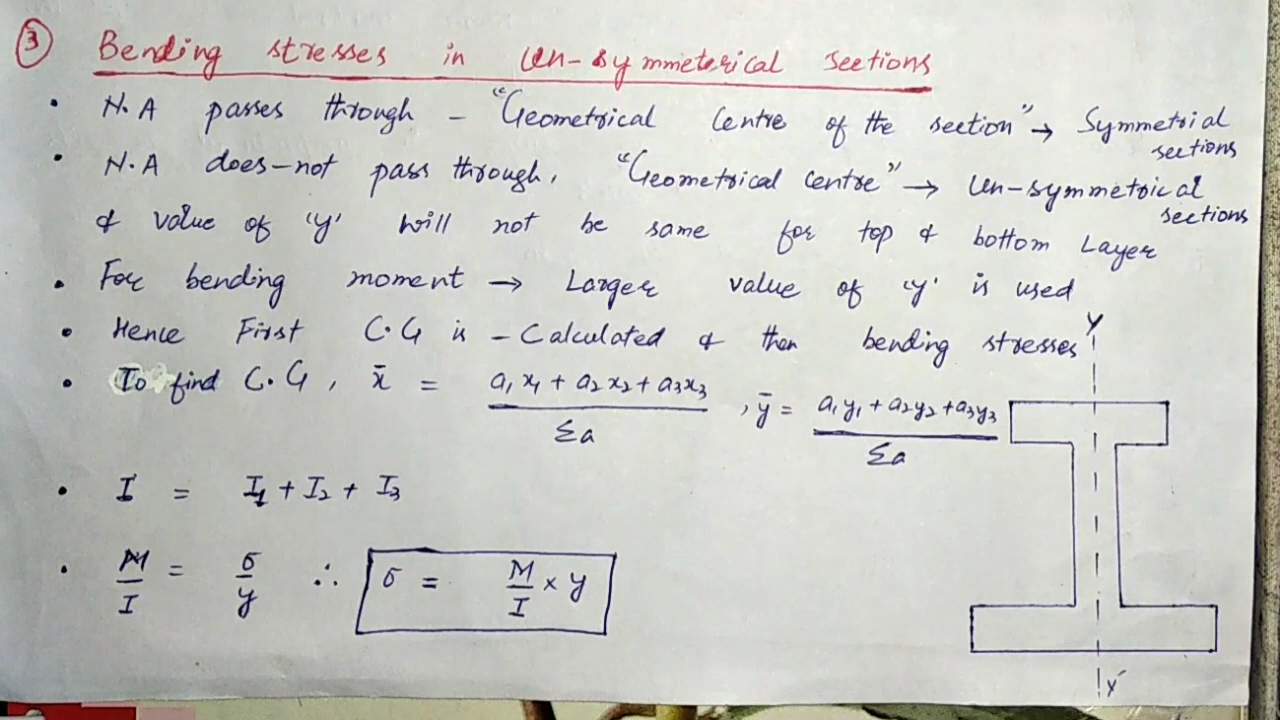 ③ Bending stresses in un-symmeterical sections
• N.A passes through - "Geometrical Centre of the section" → Symmetrial sections
• N.A does-not pass through, "Geometrical centre" → un-symmetrical sections
& value of 'y' will not be same for top & bottom Layer
• For bending moment → Larger value of 'y' is used
• Hence First C.G is - Calculated & then bending stresses
• To find C.G, x̄ = (a₁x₁ + a₂x₂ + a₃x₃)/Σa , ȳ = (a₁y₁ + a₂y₂ + a₃y₃)/Σa
• I = I₁ + I₂ + I₃
• M/I = σ/y ∴ σ = M/I × y
Y
X